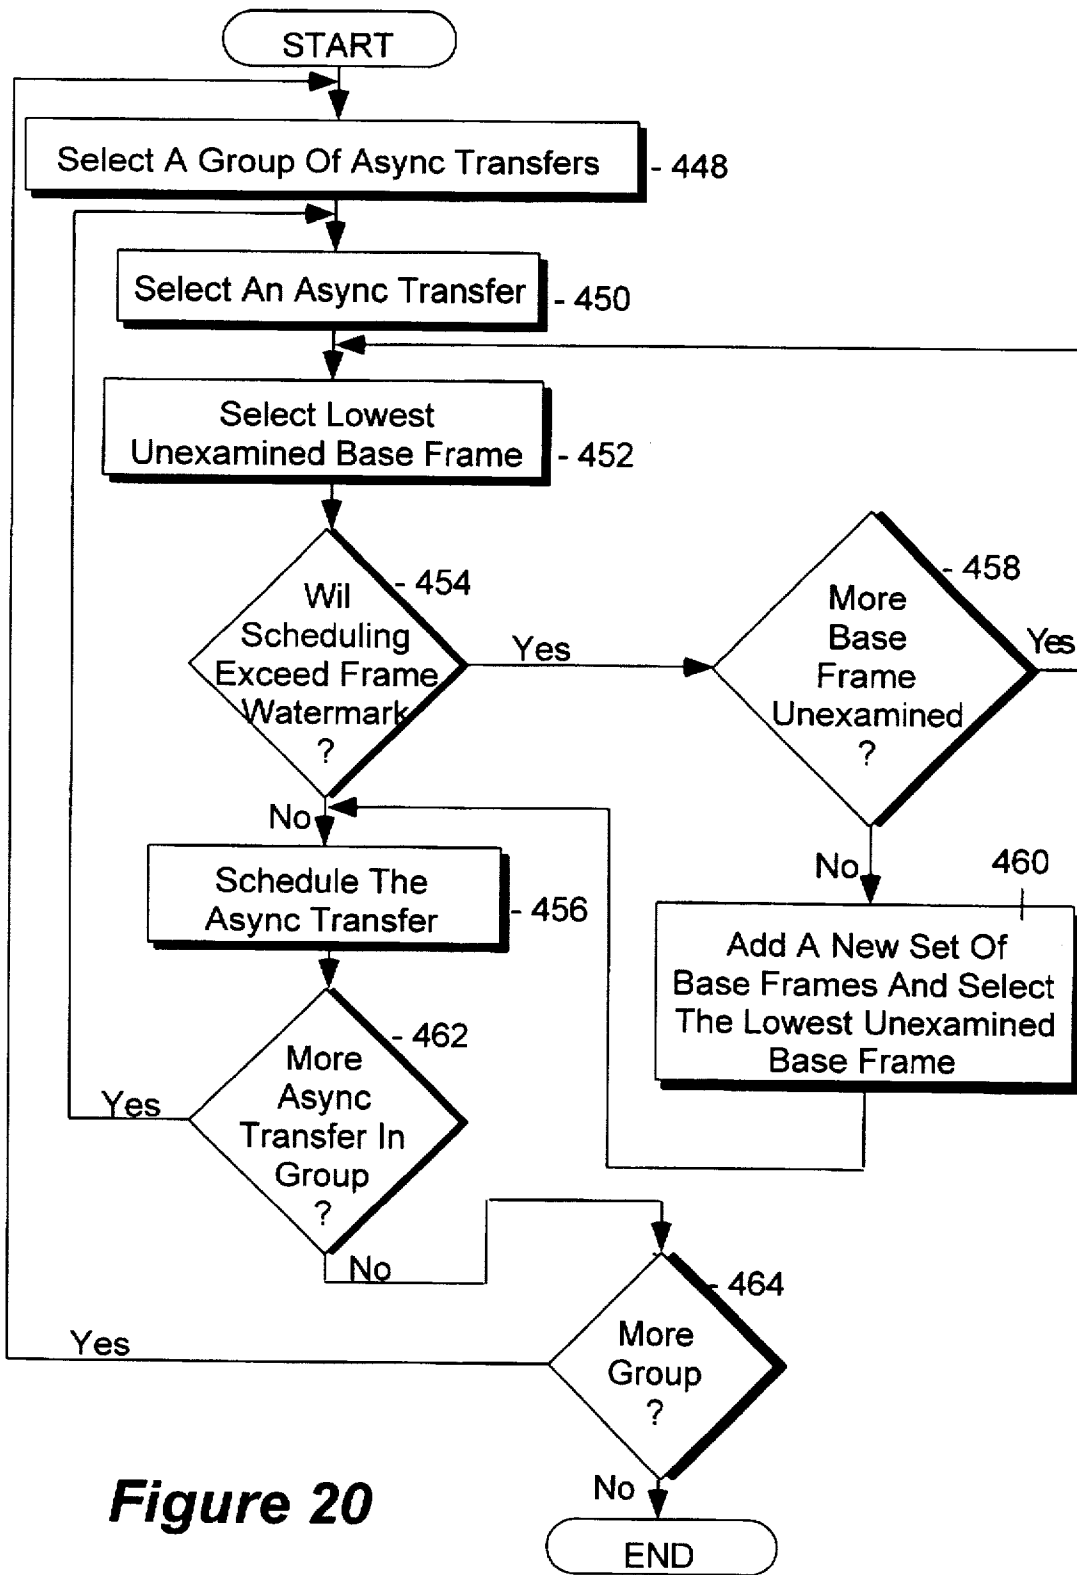 START
Select A Group Of Async Transfers
- 448
Select An Async Transfer
- 450
Select Lowest
Unexamined Base Frame
- 452
Wil
Scheduling
Exceed Frame
Watermark
?
- 454
Yes
More
Base
Frame
Unexamined
?
- 458
Yes
No
Schedule The
Async Transfer
- 456
No
460
Add A New Set Of
Base Frames And Select
The Lowest Unexamined
Base Frame
More
Async
Transfer In
Group
?
- 462
Yes
No
More
Group
?
- 464
Yes
No
END
Figure 20